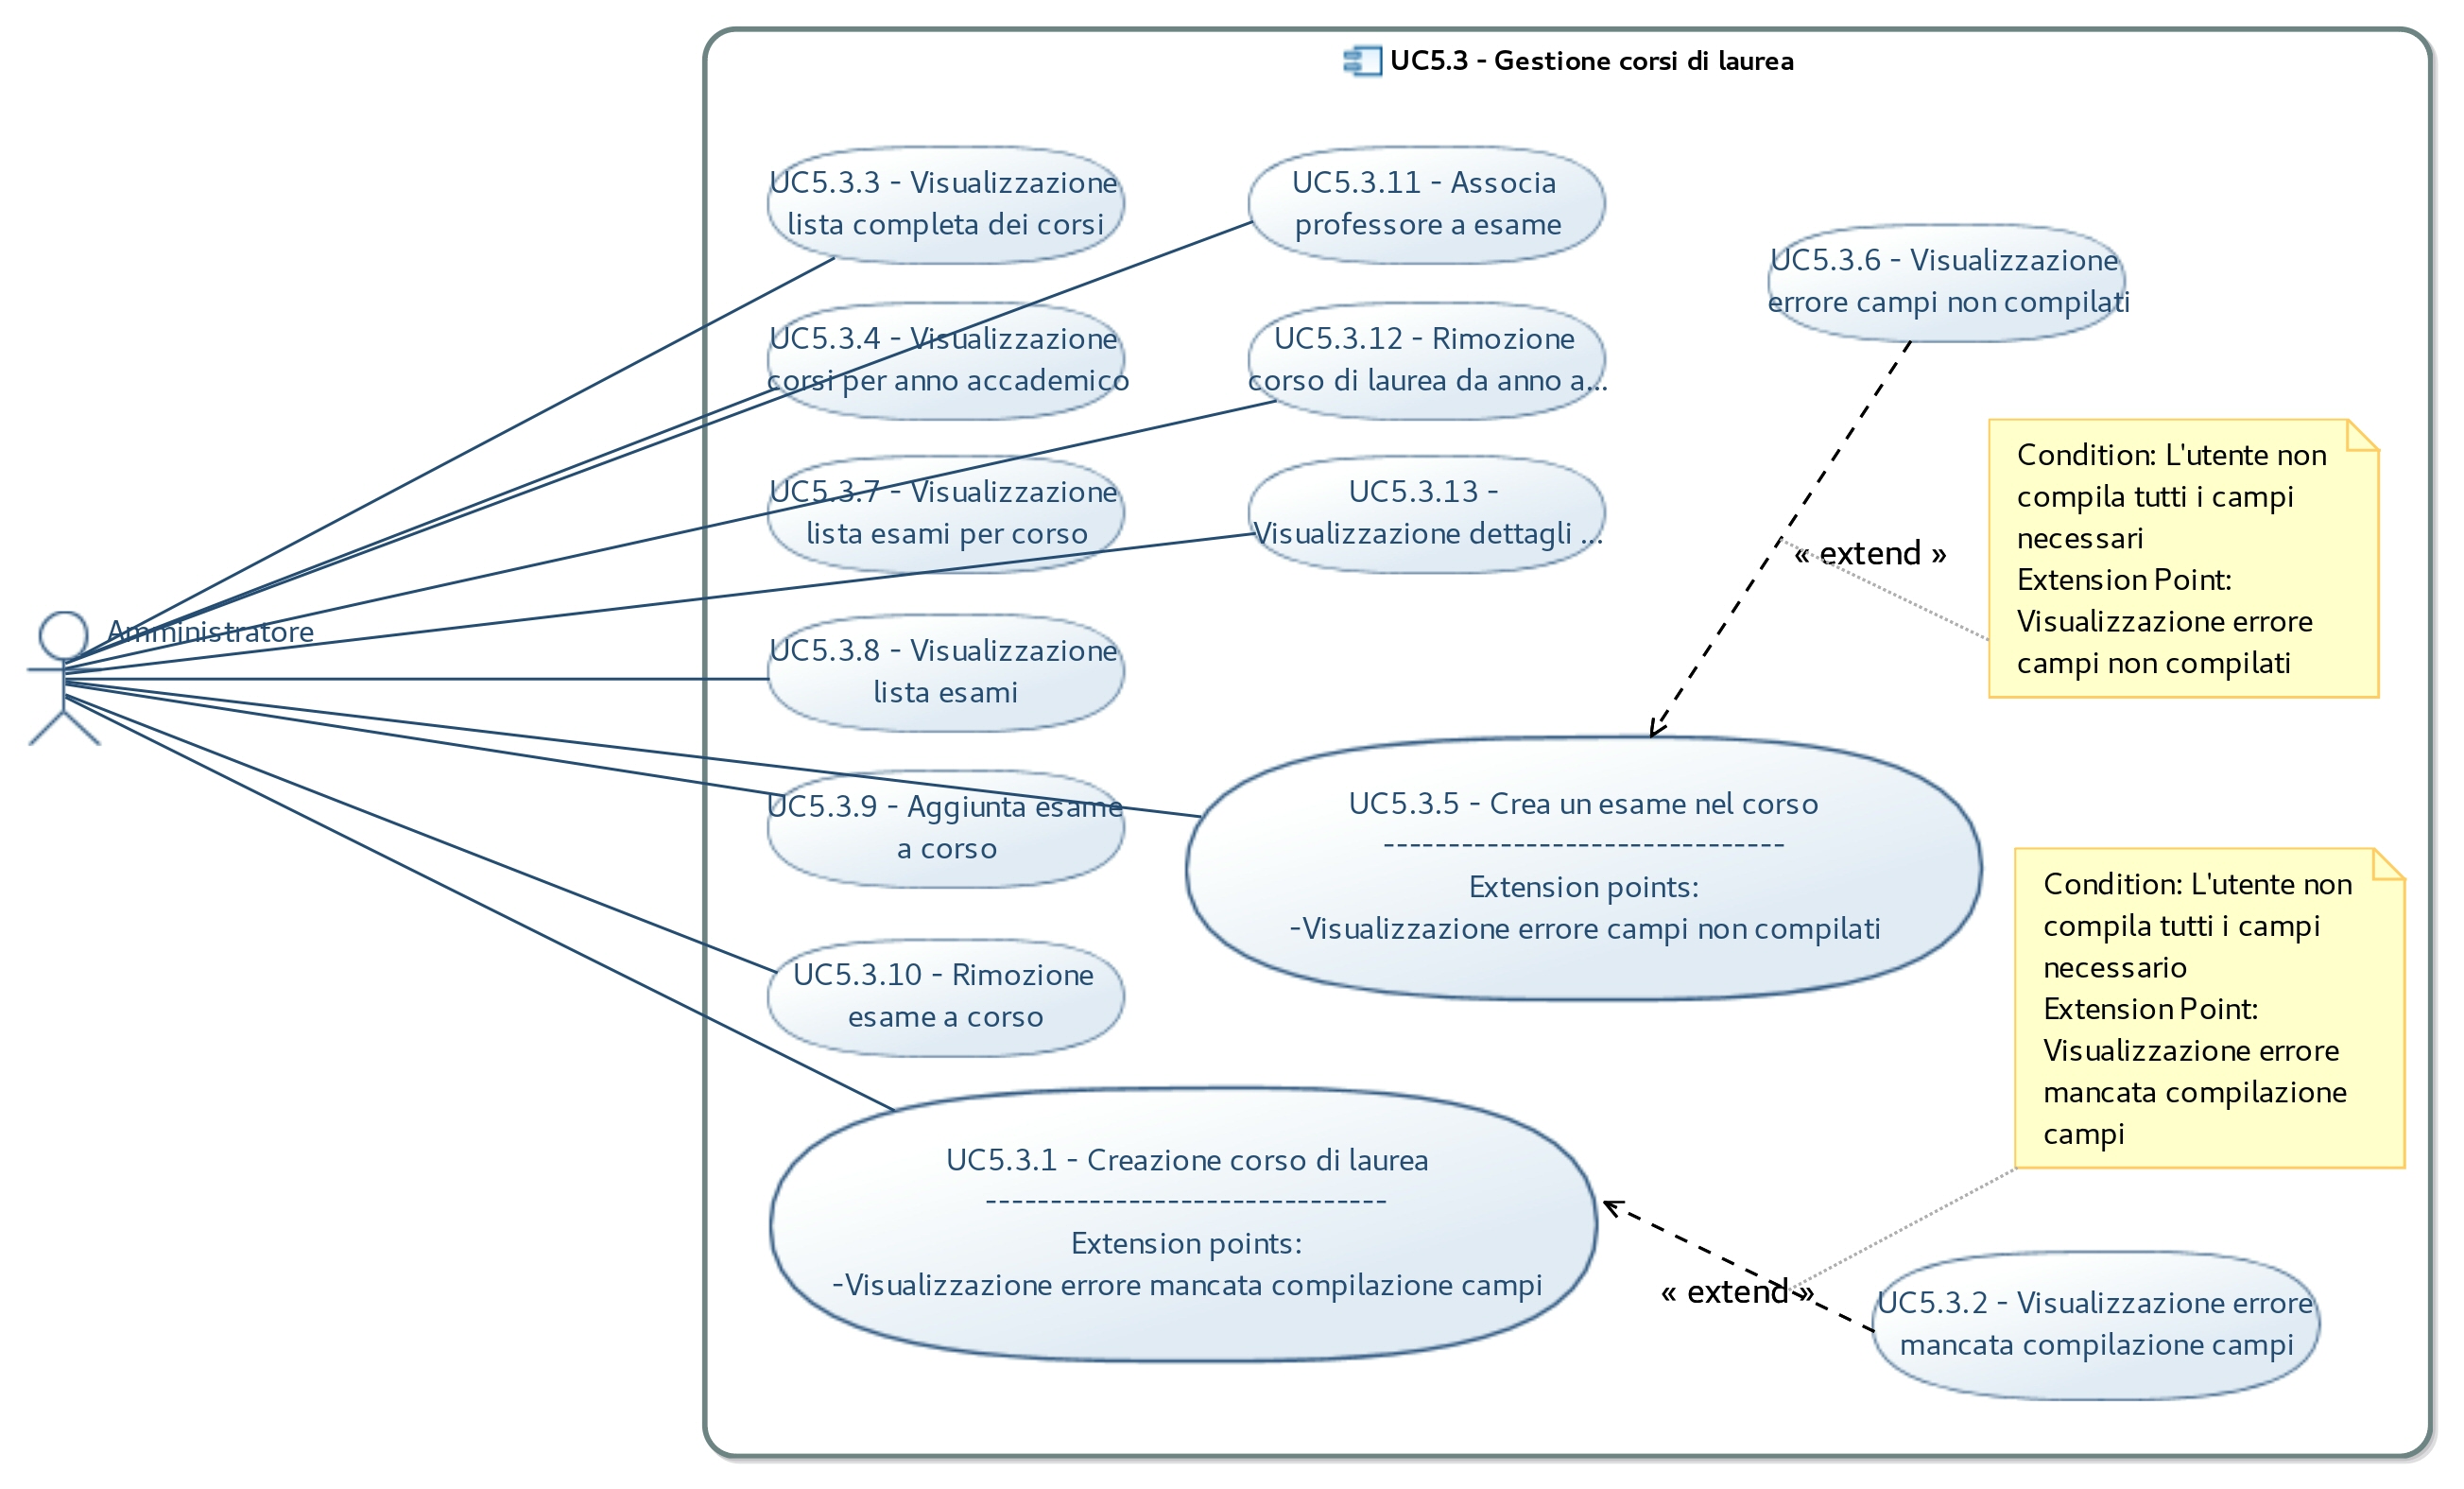 UC5.3 - Gestione corsi di laurea
UC5.3.3 - Visualizzazione
lista completa dei corsi
UC5.3.11 - Associa
professore a esame
UC5.3.6 - Visualizzazione
errore campi non compilati
UC5.3.4 - Visualizzazione
corsi per anno accademico
UC5.3.12 - Rimozione
corso di laurea da anno a...
Condition: L'utente non
compila tutti i campi
necessari
Extension Point:
Visualizzazione errore
campi non compilati
UC5.3.7 - Visualizzazione
lista esami per corso
UC5.3.13 -
Visualizzazione dettagli ...
« extend »
Amministratore
UC5.3.8 - Visualizzazione
lista esami
UC5.3.9 - Aggiunta esame
a corso
UC5.3.5 - Crea un esame nel corso
-------------------------------
Extension points:
-Visualizzazione errore campi non compilati
Condition: L'utente non
compila tutti i campi
necessario
Extension Point:
Visualizzazione errore
mancata compilazione
campi
UC5.3.10 - Rimozione
esame a corso
UC5.3.1 - Creazione corso di laurea
-------------------------------
Extension points:
-Visualizzazione errore mancata compilazione campi
« extend »
UC5.3.2 - Visualizzazione errore
mancata compilazione campi